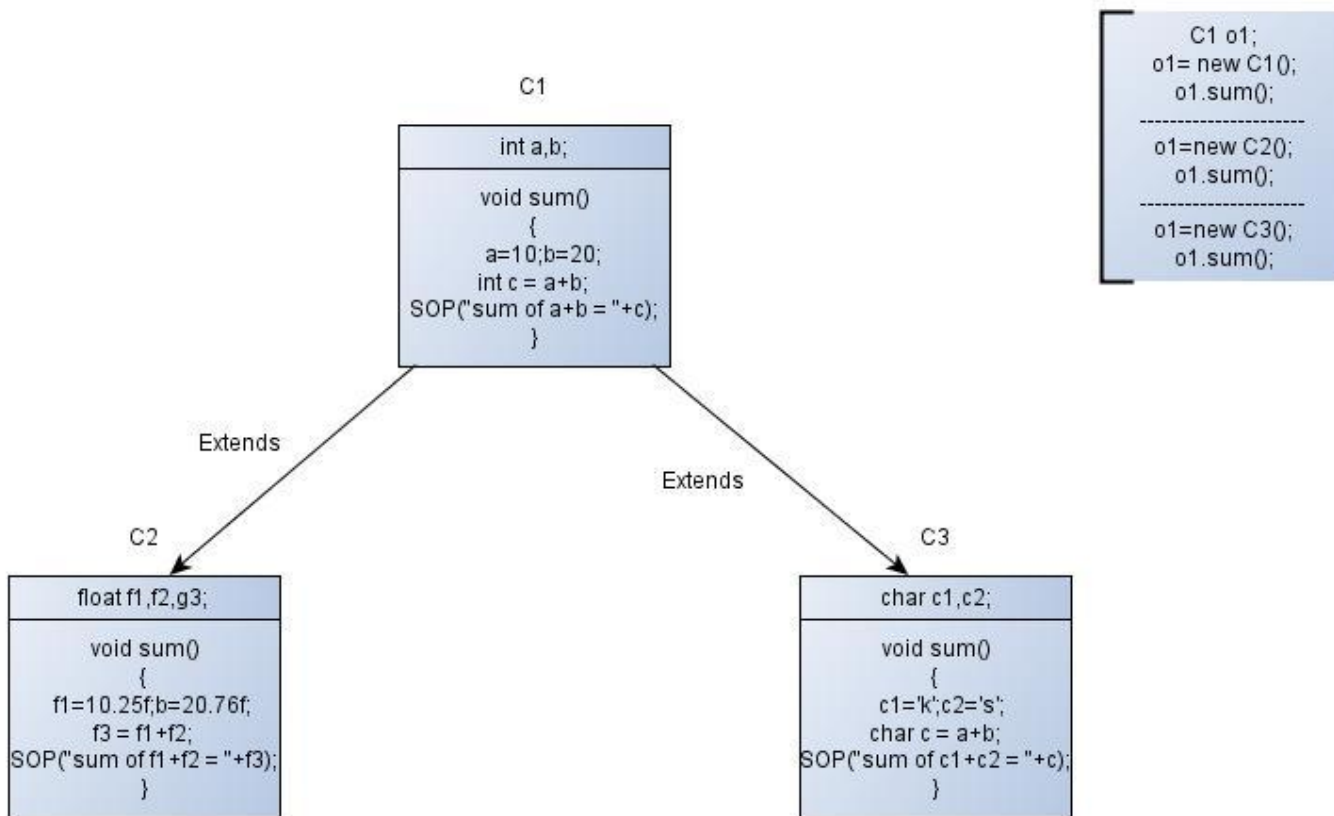 C1
int a,b;
void sum()
{
a=10;b=20;
int c = a+b;
SOP("sum of a+b = "+c);
}
C1 o1;
o1= new C1();
o1.sum();
----------------------
o1=new C2();
o1.sum();
----------------------
o1=new C3();
o1.sum();
Extends
Extends
C2
float f1,f2,g3;
void sum()
{
f1=10.25f;b=20.76f;
f3 = f1+f2;
SOP("sum of f1+f2 = "+f3);
}
C3
char c1,c2;
void sum()
{
c1='k';c2='s';
char c = a+b;
SOP("sum of c1+c2 = "+c);
}